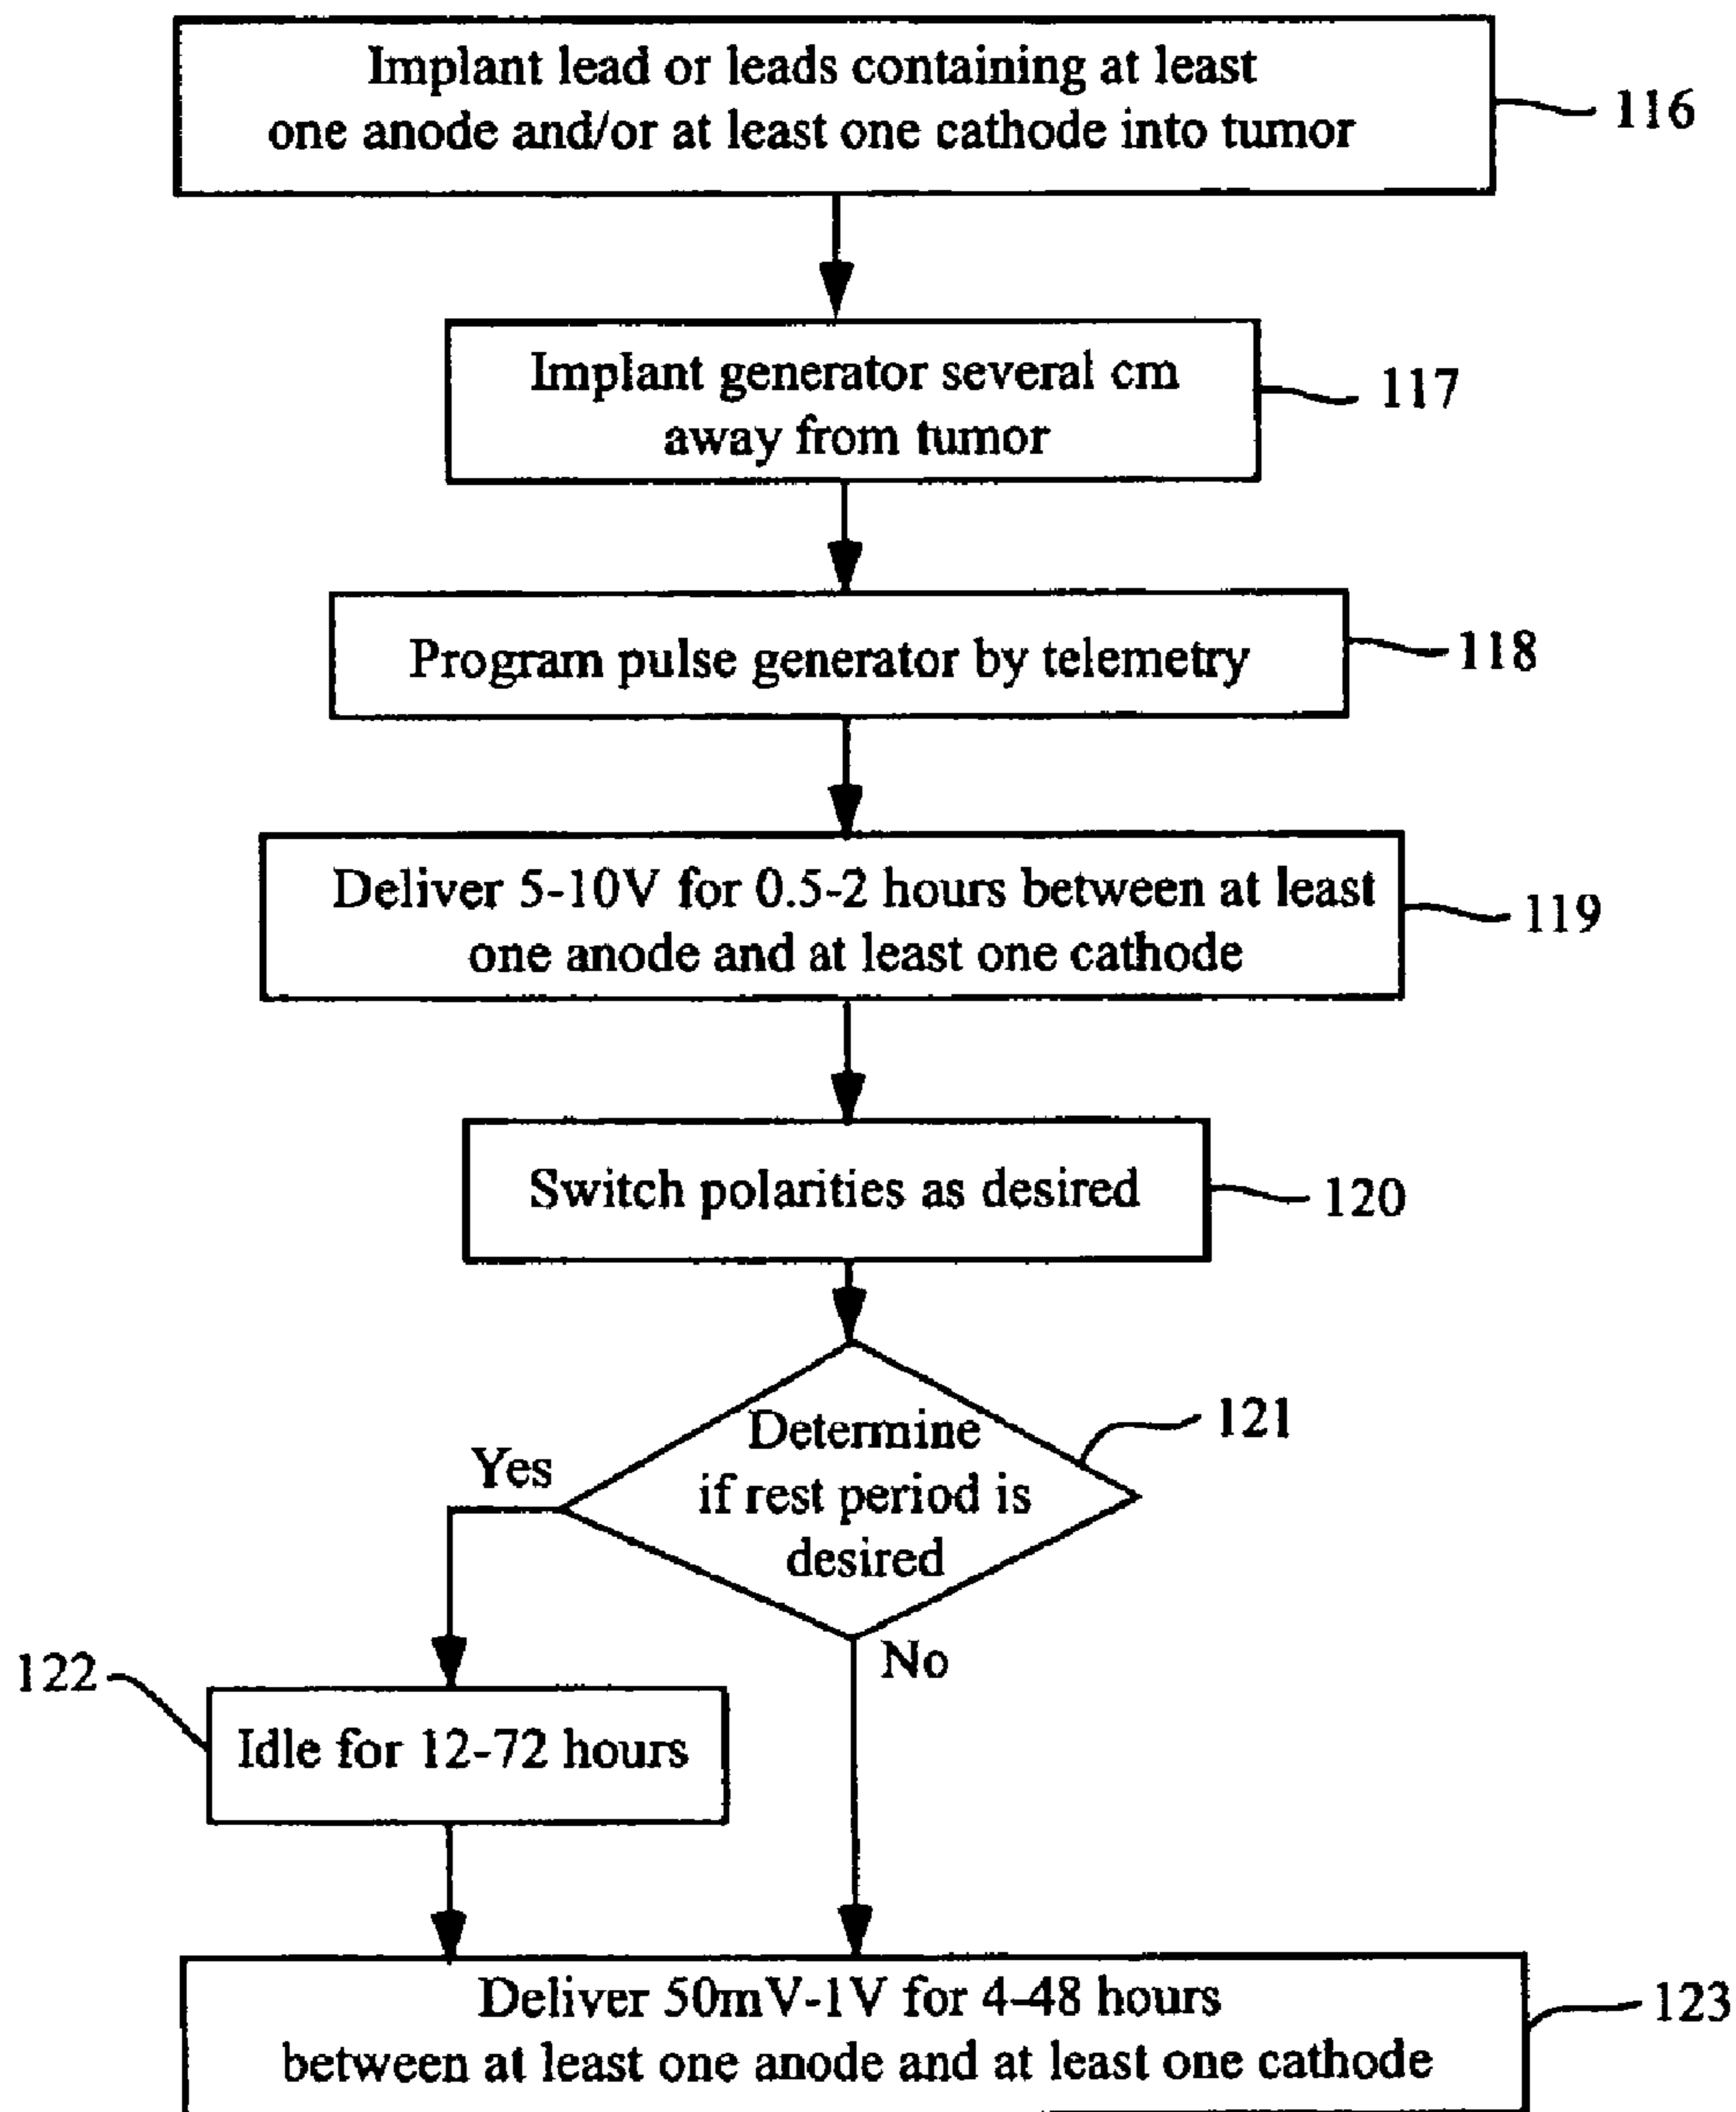 Implant lead or leads containing at least
one anode and/or at least one cathode into tumor
116
Implant generator several cm
away from tumor
117
Program pulse generator by telemetry
118
Deliver 5-10V for 0.5-2 hours between at least
one anode and at least one cathode
119
Switch polarities as desired
120
Determine
if rest period is
desired
121
Yes
No
122
Idle for 12-72 hours
Deliver 50mV-1V for 4-48 hours
between at least one anode and at least one cathode
123